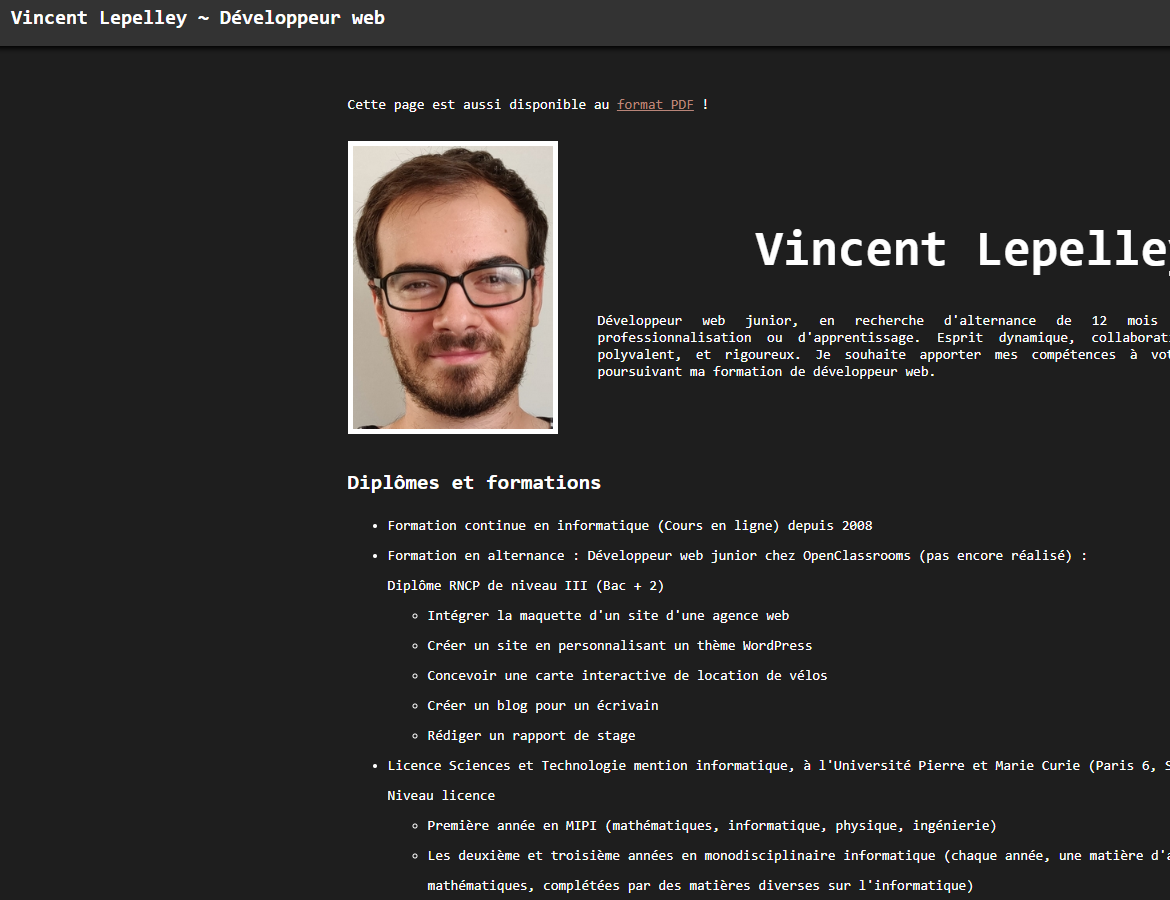 Vincent Lepelley ~ Développeur web
Cette page est aussi disponible au format PDF !
Vincent Lepelley
Développeur web junior, en recherche d'alternance de 12 mois
professionnalisation ou d'apprentissage. Esprit dynamique,
polyvalent, et rigoureux. Je souhaite apporter mes compétences à
poursuivant ma formation de développeur web.
Diplômes et formations
• Formation continue en informatique (Cours en ligne) depuis 2008
• Formation en alternance : Développeur web junior chez OpenClassrooms (pas encore réalisé) :
Diplôme RNCP de niveau III (Bac + 2)
◦ Intégrer la maquette d'un site d'une agence web
◦ Créer un site en personnalisant un thème WordPress
◦ Concevoir une carte interactive de location de vélos
◦ Créer un blog pour un écrivain
◦ Rédiger un rapport de stage
• Licence Sciences et Technologie mention informatique, à l'Université Pierre et Marie Curie (Paris 6,
Niveau licence
◦ Première année en MIPI (mathématiques, informatique, physique, ingénierie)
◦ Les deuxième et troisième années en monodisciplinaire informatique (chaque année, une matière
mathématiques, complétées par des matières diverses sur l'informatique)